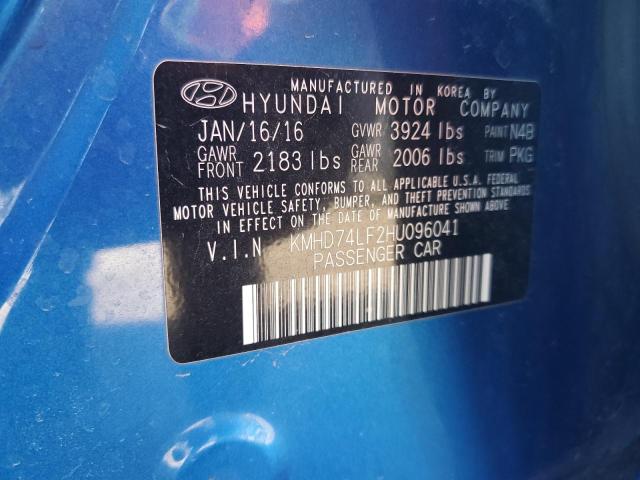 MANUFACTURED IN KOREA BY
HYUNDAI MOTOR COMPANY
JAN/16/16 GVWR 3924 lbs PAINT N4B
GAWR FRONT 2183 lbs GAWR REAR 2006 lbs TRIM PKG
THIS VEHICLE CONFORMS TO ALL APPLICABLE U.S.A. FEDERAL
MOTOR VEHICLE SAFETY, BUMPER, AND THEFT PREVENTION STANDARDS
IN EFFECT ON THE DATE OF MANUFACTURE SHOWN ABOVE.
V.I.N KMHD74LF2HU096041
PASSENGER CAR